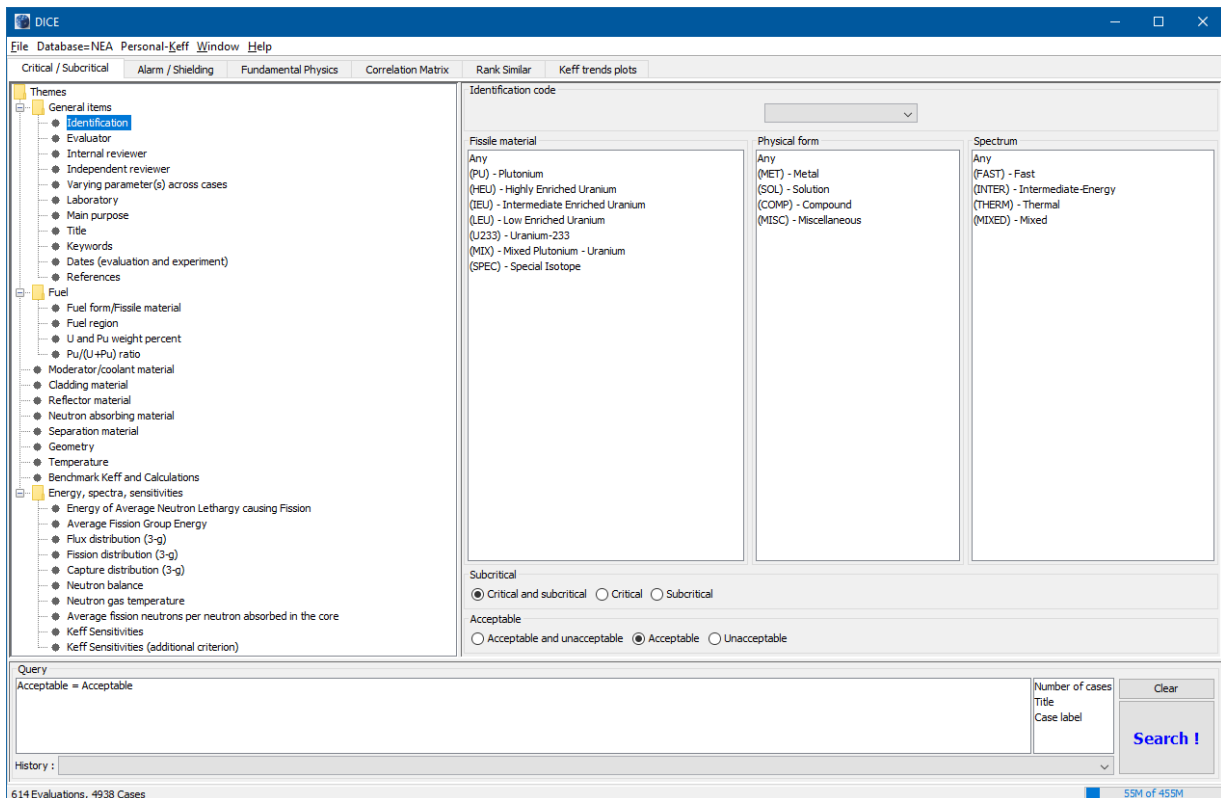 DICE
File Database=NEA Personal-Keff Window Help
Critical / Subcritical Alarm / Shielding Fundamental Physics Correlation Matrix Rank Similar Keff trends plots
Themes
General items
Identification
Evaluator
Internal reviewer
Independent reviewer
Varying parameter(s) across cases
Laboratory
Main purpose
Title
Keywords
Dates (evaluation and experiment)
References
Fuel
Fuel form/Fissile material
Fuel region
U and Pu weight percent
Pu/(U+Pu) ratio
Moderator/coolant material
Cladding material
Reflector material
Neutron absorbing material
Separation material
Geometry
Temperature
Benchmark Keff and Calculations
Energy, spectra, sensitivities
Energy of Average Neutron Lethargy causing Fission
Average Fission Group Energy
Flux distribution (3-g)
Fission distribution (3-g)
Capture distribution (3-g)
Neutron balance
Neutron gas temperature
Average fission neutrons per neutron absorbed in the core
Keff Sensitivities
Keff Sensitivities (additional criterion)
Identification code
Fissile material
Any
(PU) - Plutonium
(HEU) - Highly Enriched Uranium
(IEU) - Intermediate Enriched Uranium
(LEU) - Low Enriched Uranium
(U233) - Uranium-233
(MIX) - Mixed Plutonium - Uranium
(SPEC) - Special Isotope
Physical form
Any
(MET) - Metal
(SOL) - Solution
(COMP) - Compound
(MISC) - Miscellaneous
Spectrum
Any
(FAST) - Fast
(INTER) - Intermediate-Energy
(THERM) - Thermal
(MIXED) - Mixed
Subcritical
Critical and subcritical Critical Subcritical
Acceptable
Acceptable and unacceptable Acceptable Unacceptable
Query
Acceptable = Acceptable
Number of cases
Title
Case label
Clear
Search !
History :
614 Evaluations, 4938 Cases
55M of 455M